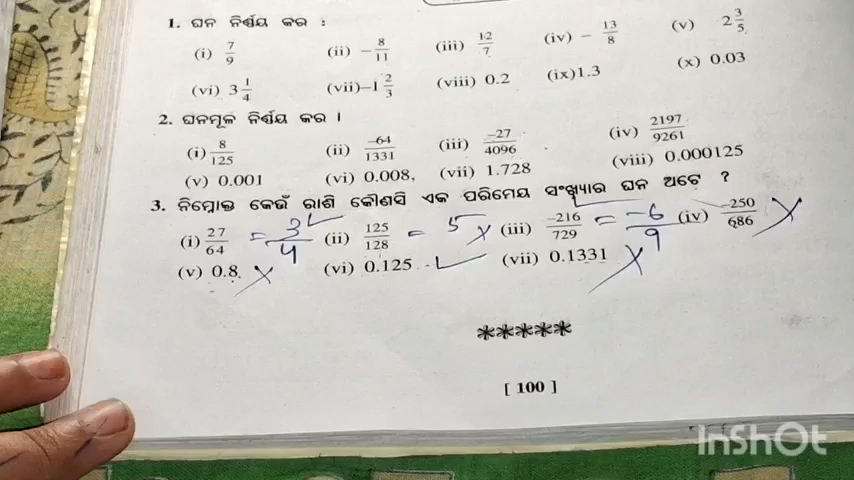 1. ଘନ ନିର୍ଣ୍ଣୟ କର :
(i) 7/9 (ii) -8/11 (iii) 12/7 (iv) - 13/8 (v) 2 3/5
(vi) 3 1/4 (vii) -1 2/3 (viii) 0.2 (ix) 1.3 (x) 0.03
2. ଘନମୂଳ ନିର୍ଣ୍ଣୟ କର ।
(i) 8/125 (ii) -64/1331 (iii) -27/4096 (iv) 2197/9261
(v) 0.001 (vi) 0.008, (vii) 1.728 (viii) 0.000125
3. ନିମ୍ନୋକ୍ତ କେଉଁ ରାଶି କୌଣସି ଏକ ପରିମେୟ ସଂଖ୍ୟାର ଘନ ଅଟେ ?
(i) 27/64 = 3/4 ✓ (ii) 125/128 = 5 ✗ (iii) -216/729 = -6/9 ✓ (iv) -250/686 ✗
(v) 0.8 ✗ (vi) 0.125 ✓ (vii) 0.1331 ✗
*****
[ 100 ]
InShOt